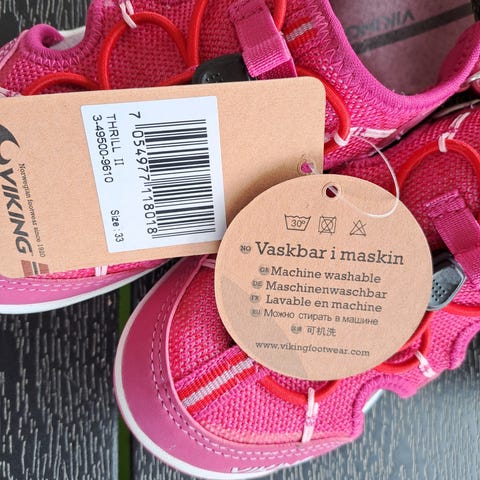 VIKING
Norwegian footwear since 1920
THRILL II
3-49500-9610
7 054977 118018
Size: 33
30°
NO Vaskbar i maskin
GB Machine washable
DE Maschinenwaschbar
FR Lavable en machine
RU Можно стирать в машине
可机洗
www.vikingfootwear.com
VIKING